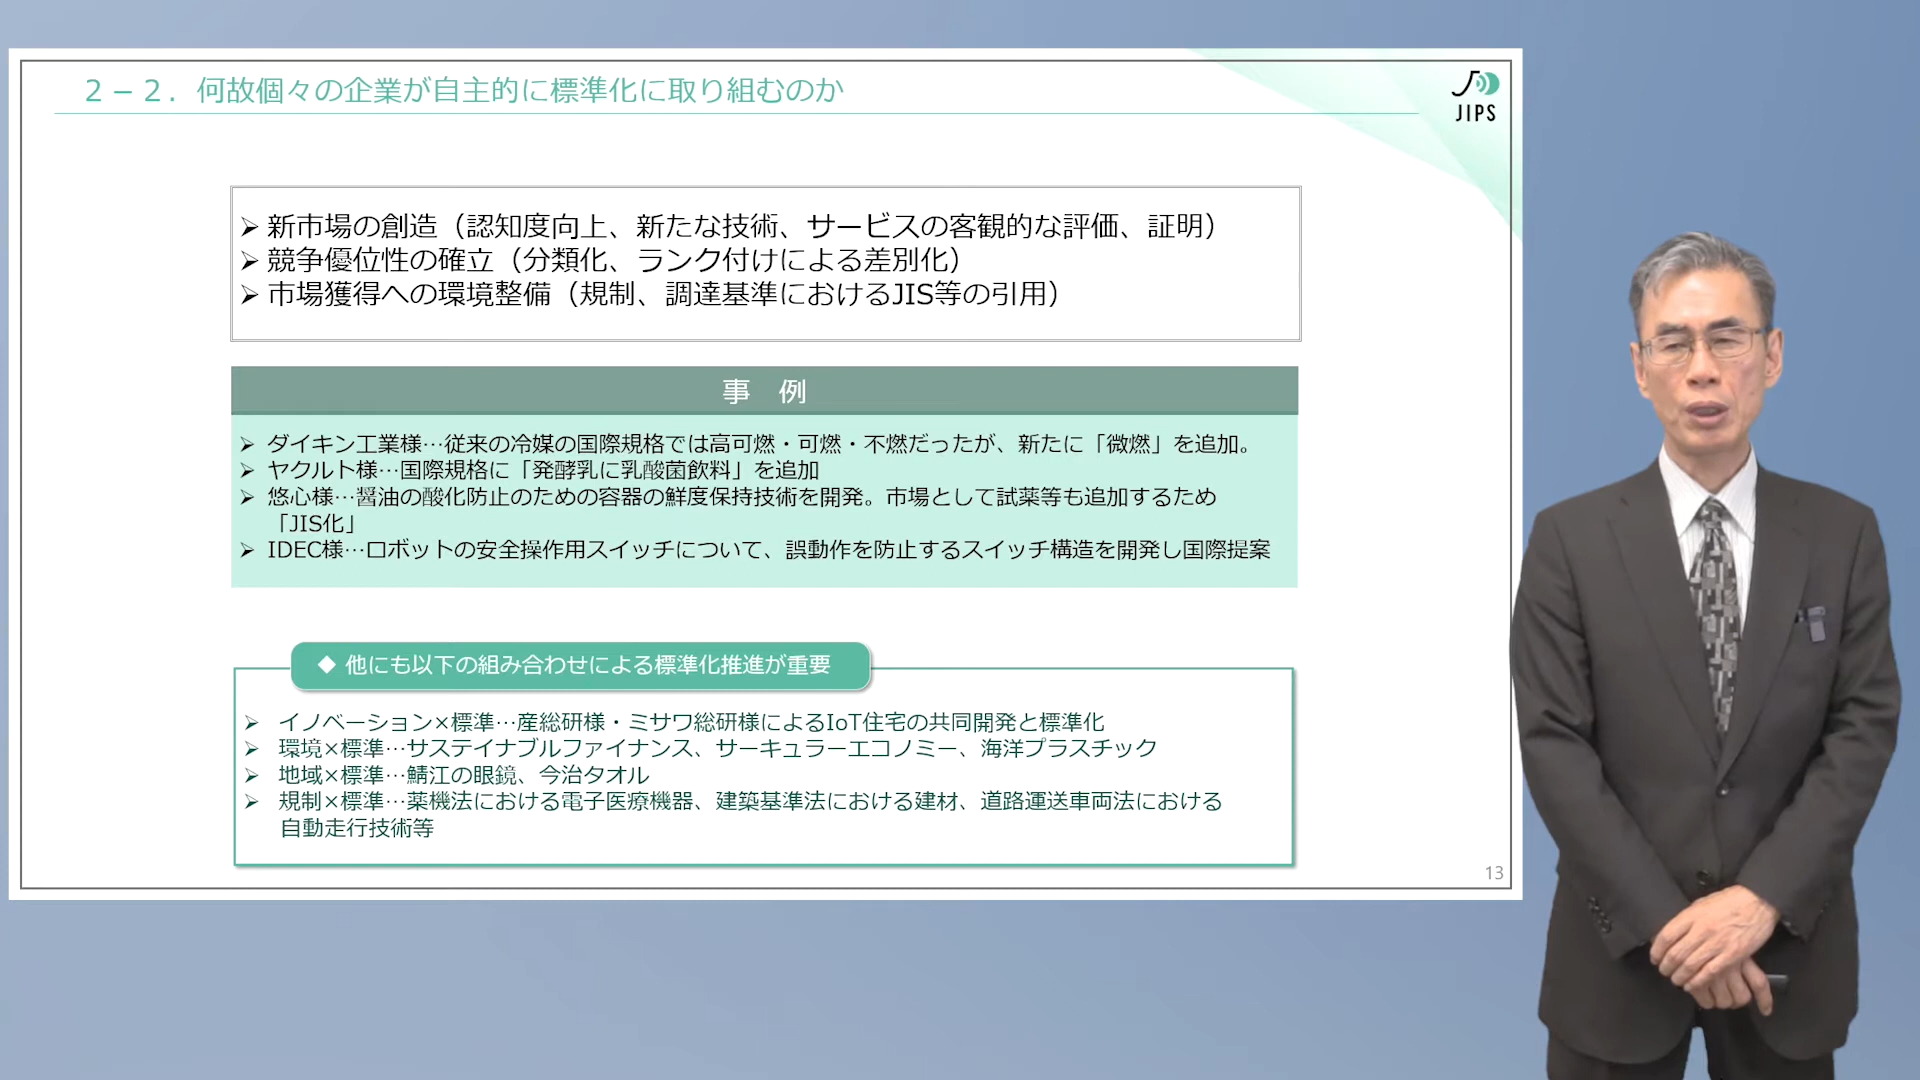 ２－２．何故個々の企業が自主的に標準化に取り組むのか
JIPS
➢ 新市場の創造（認知度向上、新たな技術、サービスの客観的な評価、証明）
➢ 競争優位性の確立（分類化、ランク付けによる差別化）
➢ 市場獲得への環境整備（規制、調達基準におけるJIS等の引用）
事　例
➢ ダイキン工業様…従来の冷媒の国際規格では高可燃・可燃・不燃だったが、新たに「微燃」を追加。
➢ ヤクルト様…国際規格に「発酵乳に乳酸菌飲料」を追加
➢ 悠心様…醤油の酸化防止のための容器の鮮度保持技術を開発。市場として試薬等も追加するため
「JIS化」
➢ IDEC様…ロボットの安全操作用スイッチについて、誤動作を防止するスイッチ構造を開発し国際提案
◆ 他にも以下の組み合わせによる標準化推進が重要
➢ イノベーション×標準…産総研様・ミサワ総研様によるIoT住宅の共同開発と標準化
➢ 環境×標準…サステイナブルファイナンス、サーキュラーエコノミー、海洋プラスチック
➢ 地域×標準…鯖江の眼鏡、今治タオル
➢ 規制×標準…薬機法における電子医療機器、建築基準法における建材、道路運送車両法における
自動走行技術等
13